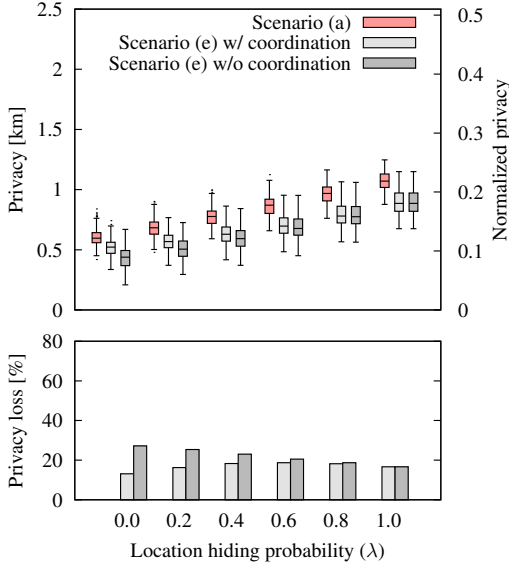 Scenario (a)
Scenario (e) w/ coordination
Scenario (e) w/o coordination
Privacy [km]
2.5
2
1.5
1
0.5
0
Normalized privacy
0.5
0.4
0.3
0.2
0.1
0
Privacy loss [%]
80
60
40
20
0
0.0 0.2 0.4 0.6 0.8 1.0
Location hiding probability (λ)